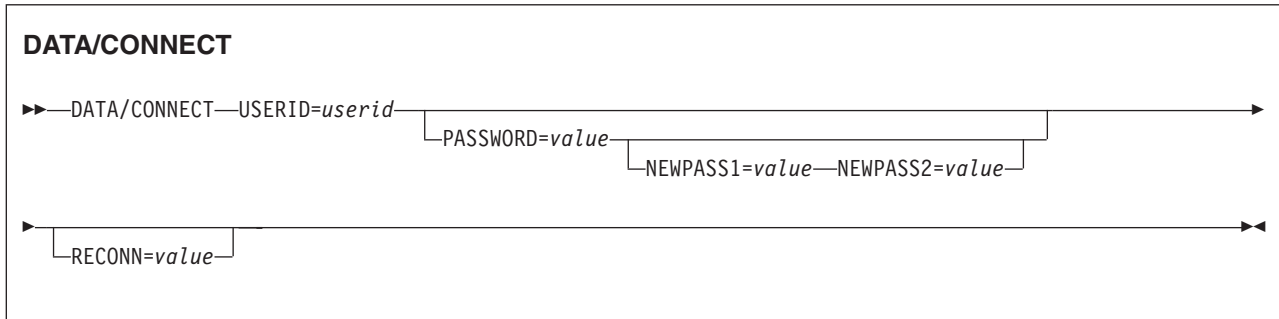 DATA/CONNECT
DATA/CONNECT USERID=userid
PASSWORD=value
NEWPASS1=value NEWPASS2=value
RECONN=value